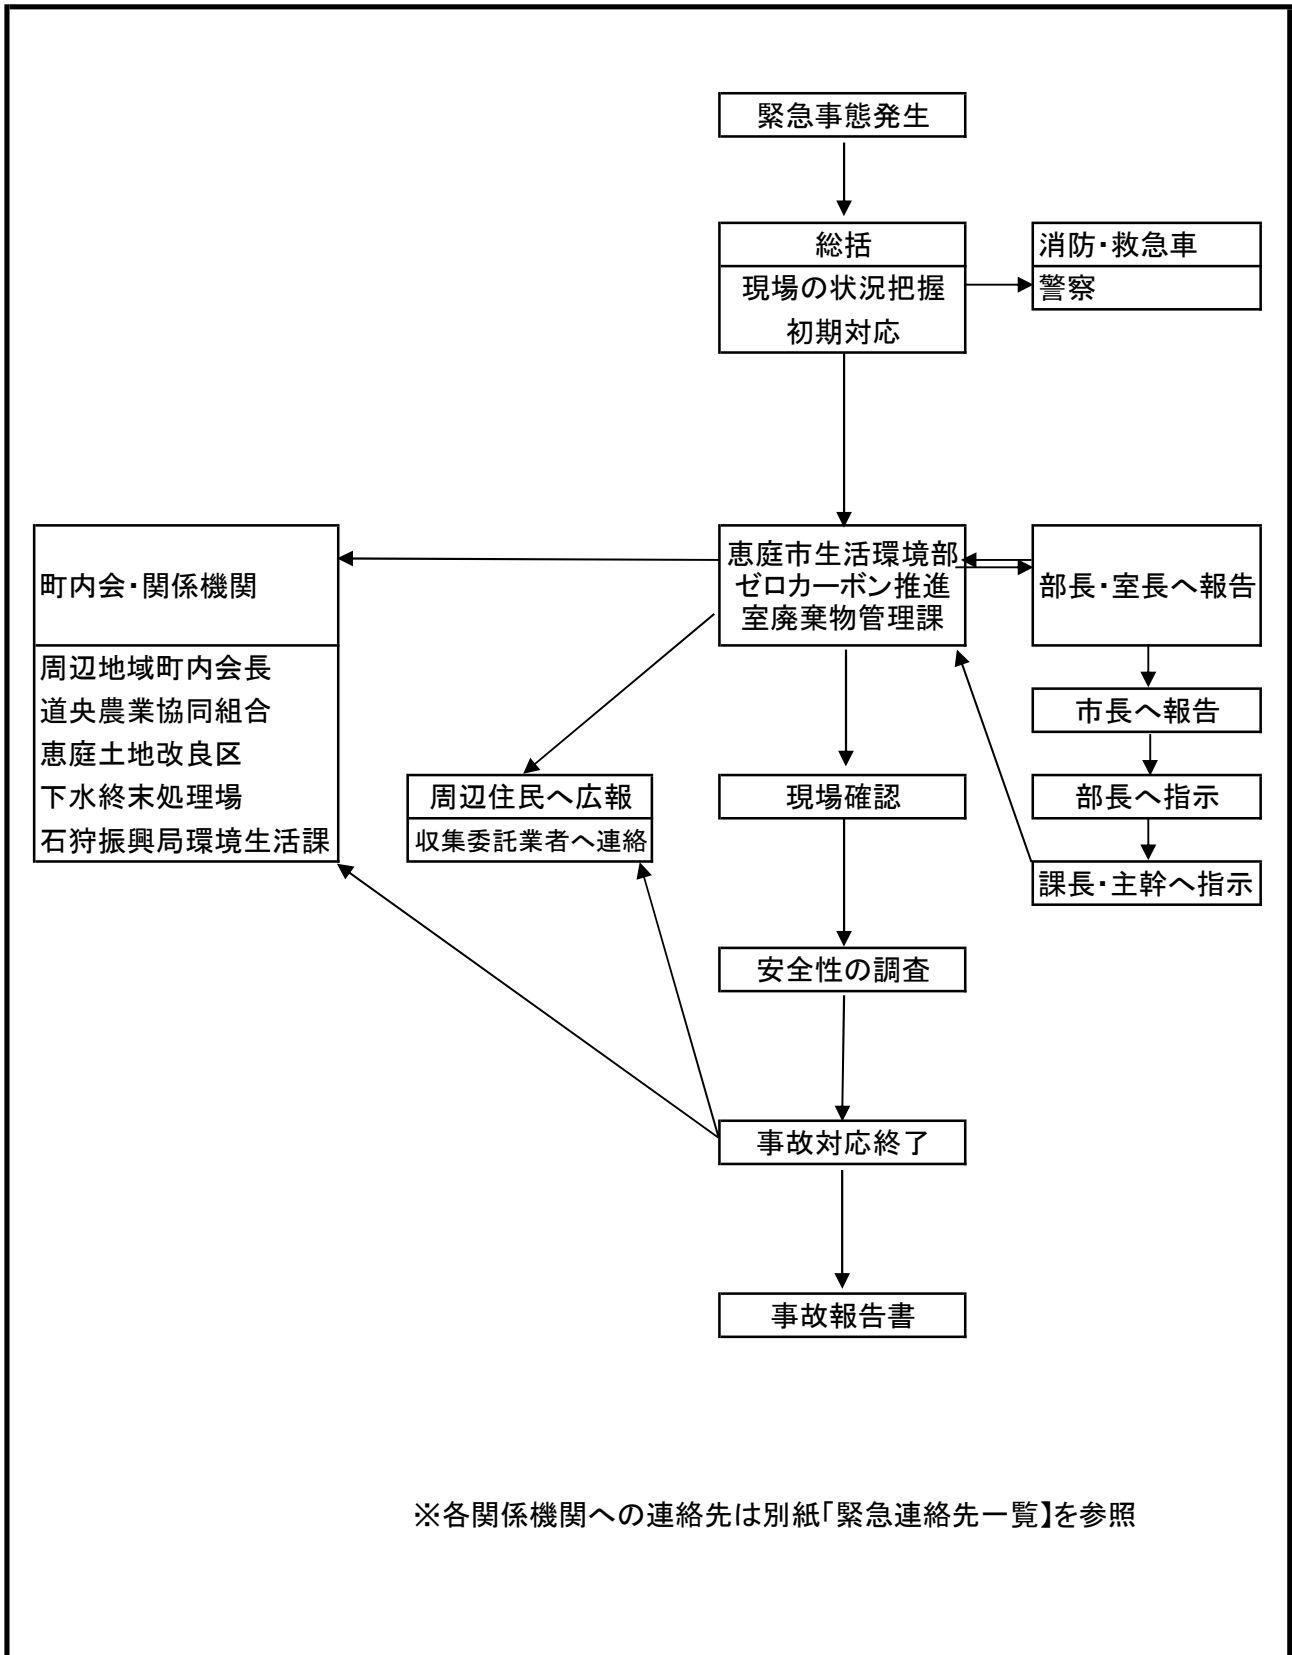 緊急事態発生
総括
現場の状況把握
初期対応
消防・救急車
警察
恵庭市生活環境部
ゼロカーボン推進
室廃棄物管理課
部長・室長へ報告
町内会・関係機関
周辺地域町内会長
道央農業協同組合
恵庭土地改良区
下水終末処理場
石狩振興局環境生活課
市長へ報告
部長へ指示
課長・主幹へ指示
周辺住民へ広報
収集委託業者へ連絡
現場確認
安全性の調査
事故対応終了
事故報告書
※各関係機関への連絡先は別紙「緊急連絡先一覧】を参照